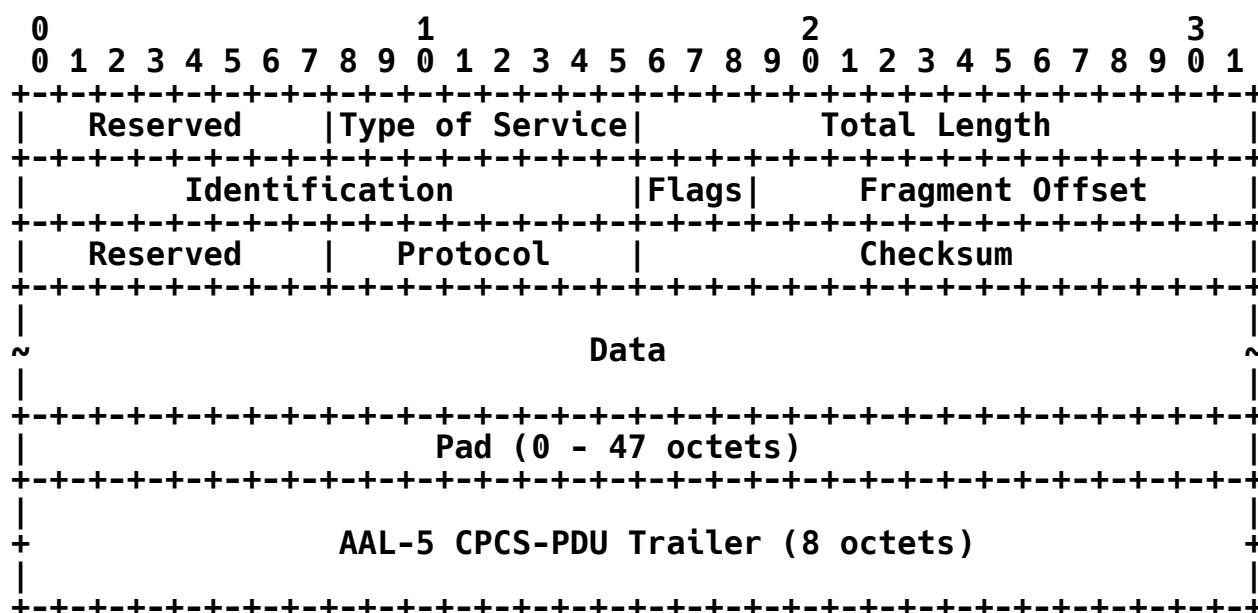 0                   1                   2                   3
 0 1 2 3 4 5 6 7 8 9 0 1 2 3 4 5 6 7 8 9 0 1 2 3 4 5 6 7 8 9 0 1
+-+-+-+-+-+-+-+-+-+-+-+-+-+-+-+-+-+-+-+-+-+-+-+-+-+-+-+-+-+-+-+-+
|   Reserved    |Type of Service|         Total Length          |
+-+-+-+-+-+-+-+-+-+-+-+-+-+-+-+-+-+-+-+-+-+-+-+-+-+-+-+-+-+-+-+-+
|        Identification         |Flags|     Fragment Offset     |
+-+-+-+-+-+-+-+-+-+-+-+-+-+-+-+-+-+-+-+-+-+-+-+-+-+-+-+-+-+-+-+-+
|   Reserved    |   Protocol    |           Checksum            |
+-+-+-+-+-+-+-+-+-+-+-+-+-+-+-+-+-+-+-+-+-+-+-+-+-+-+-+-+-+-+-+-+
|                                                               |
~                             Data                              ~
|                                                               |
+-+-+-+-+-+-+-+-+-+-+-+-+-+-+-+-+-+-+-+-+-+-+-+-+-+-+-+-+-+-+-+-+
|                     Pad (0 - 47 octets)                       |
+-+-+-+-+-+-+-+-+-+-+-+-+-+-+-+-+-+-+-+-+-+-+-+-+-+-+-+-+-+-+-+-+
|                                                               |
+                AAL-5 CPCS-PDU Trailer (8 octets)              +
|                                                               |
+-+-+-+-+-+-+-+-+-+-+-+-+-+-+-+-+-+-+-+-+-+-+-+-+-+-+-+-+-+-+-+-+